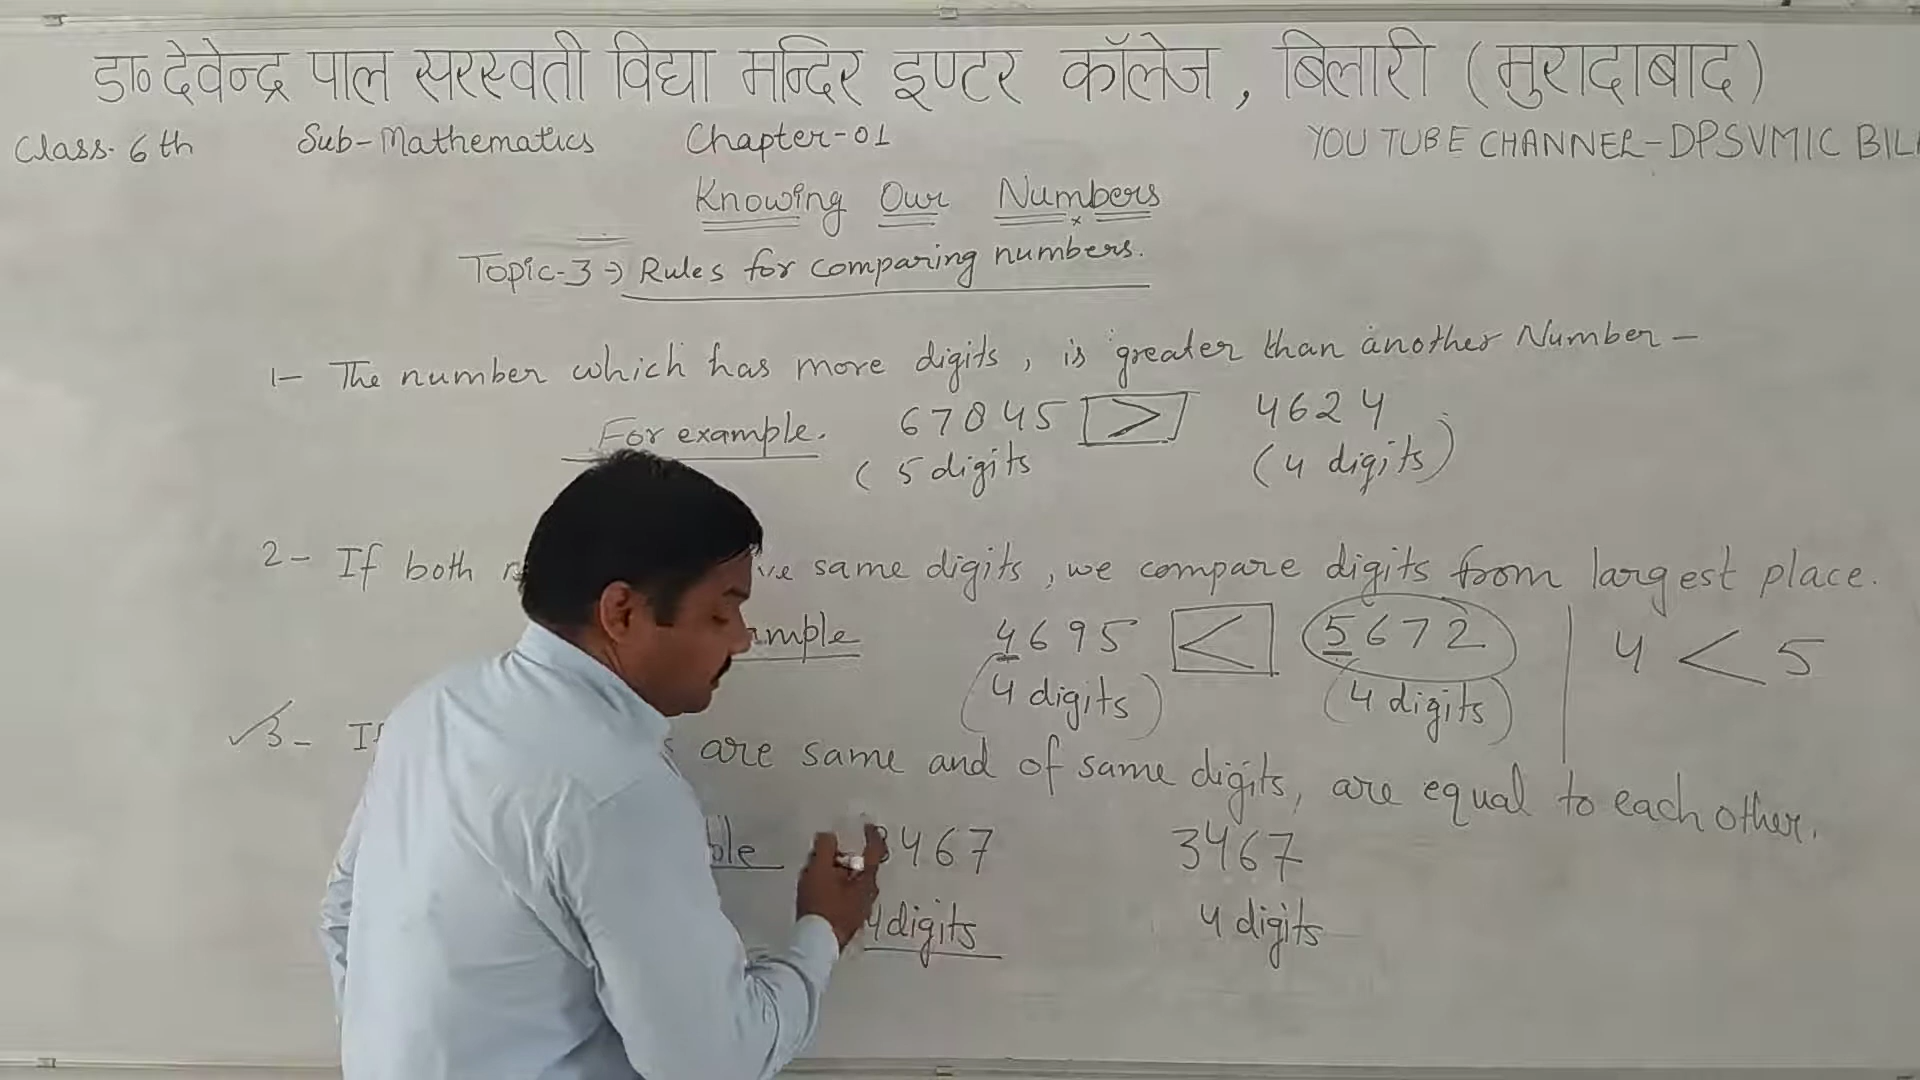 डा० देवेन्द्र पाल सरस्वती विद्या मन्दिर इण्टर कॉलेज, बिलारी (मुरादाबाद)
Class-6th Sub-Mathematics Chapter-01 YOU TUBE CHANNEL-DPSVMIC
Knowing Our Numbers
Topic-3→ Rules for comparing numbers.
1- The number which has more digits, is greater than another Number-
For example. 67845 > 4624
(5 digits (4 digits)
2- If both same digits, we compare digits from largest place.
4695 < 5672 4 < 5
(4 digits) (4 digits)
3- are same and of same digits, are equal to each other.
3467 3467
4 digits 4 digits